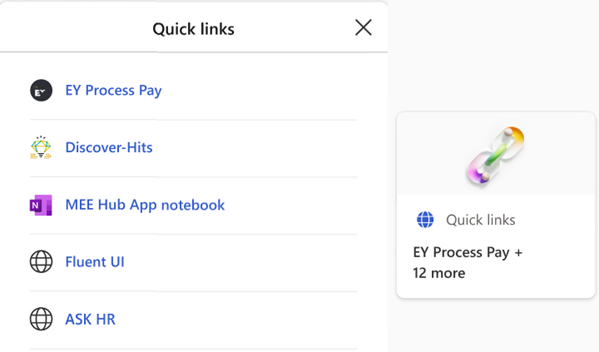 Quick links
EY Process Pay
Discover-Hits
N
MEE Hub App notebook
Fluent UI
ASK HR
Quick links
EY Process Pay +
12 more